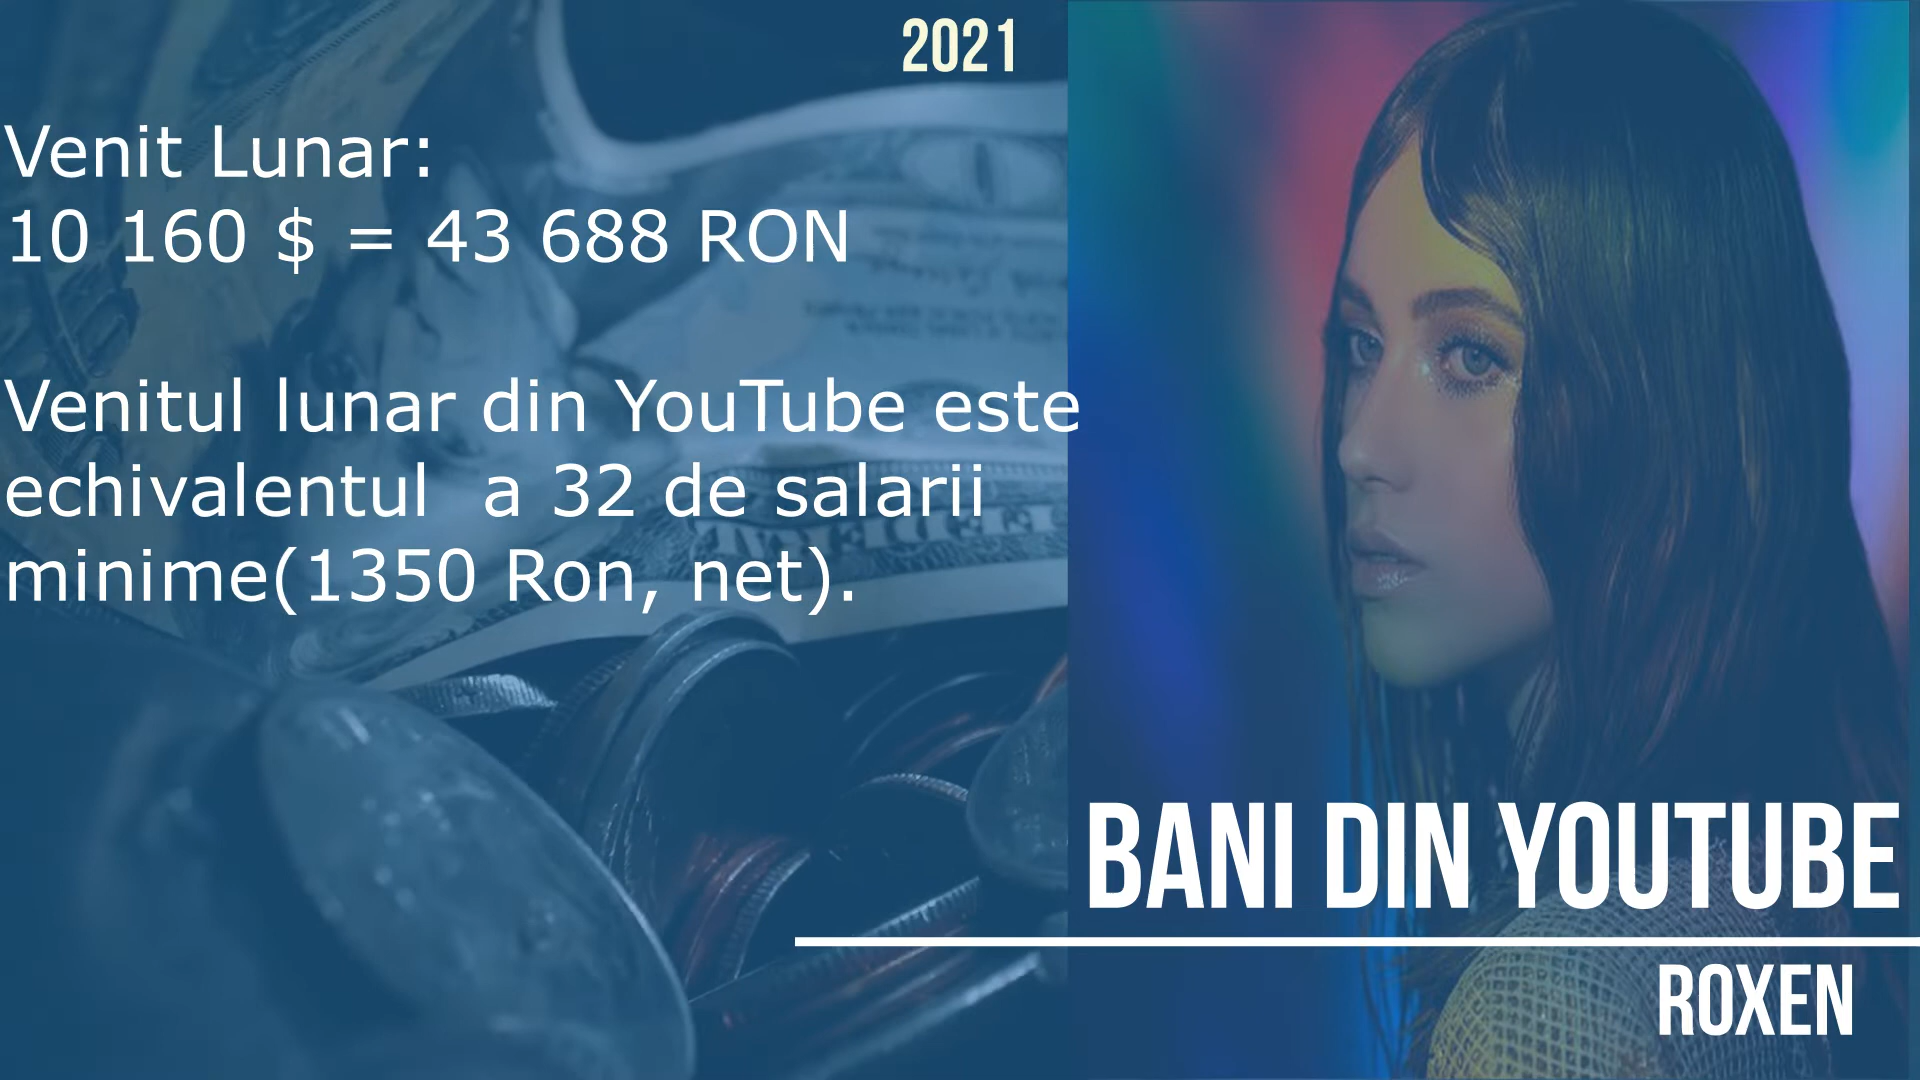 2021
Venit Lunar:
10 160 $ = 43 688 RON
Venitul lunar din YouTube este
echivalentul  a 32 de salarii
minime(1350 Ron, net).
BANI DIN YOUTUBE
ROXEN